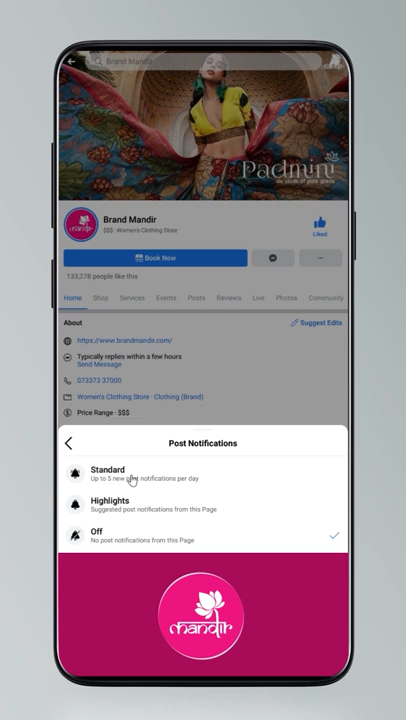 Brand Mandir
Padmini
Brand Mandir
$$$ · Women's Clothing Store
Liked
Book Now
133,278 people like this
Home Shop Services Events Posts Reviews Live Photos Community
About
Suggest Edits
https://www.brandmandir.com/
Typically replies within a few hours
Send Message
073373 37000
Women's Clothing Store · Clothing (Brand)
Price Range · $$$
Post Notifications
Standard
Up to 5 new post notifications per day
Highlights
Suggested post notifications from this Page
Off
No post notifications from this Page
mandir